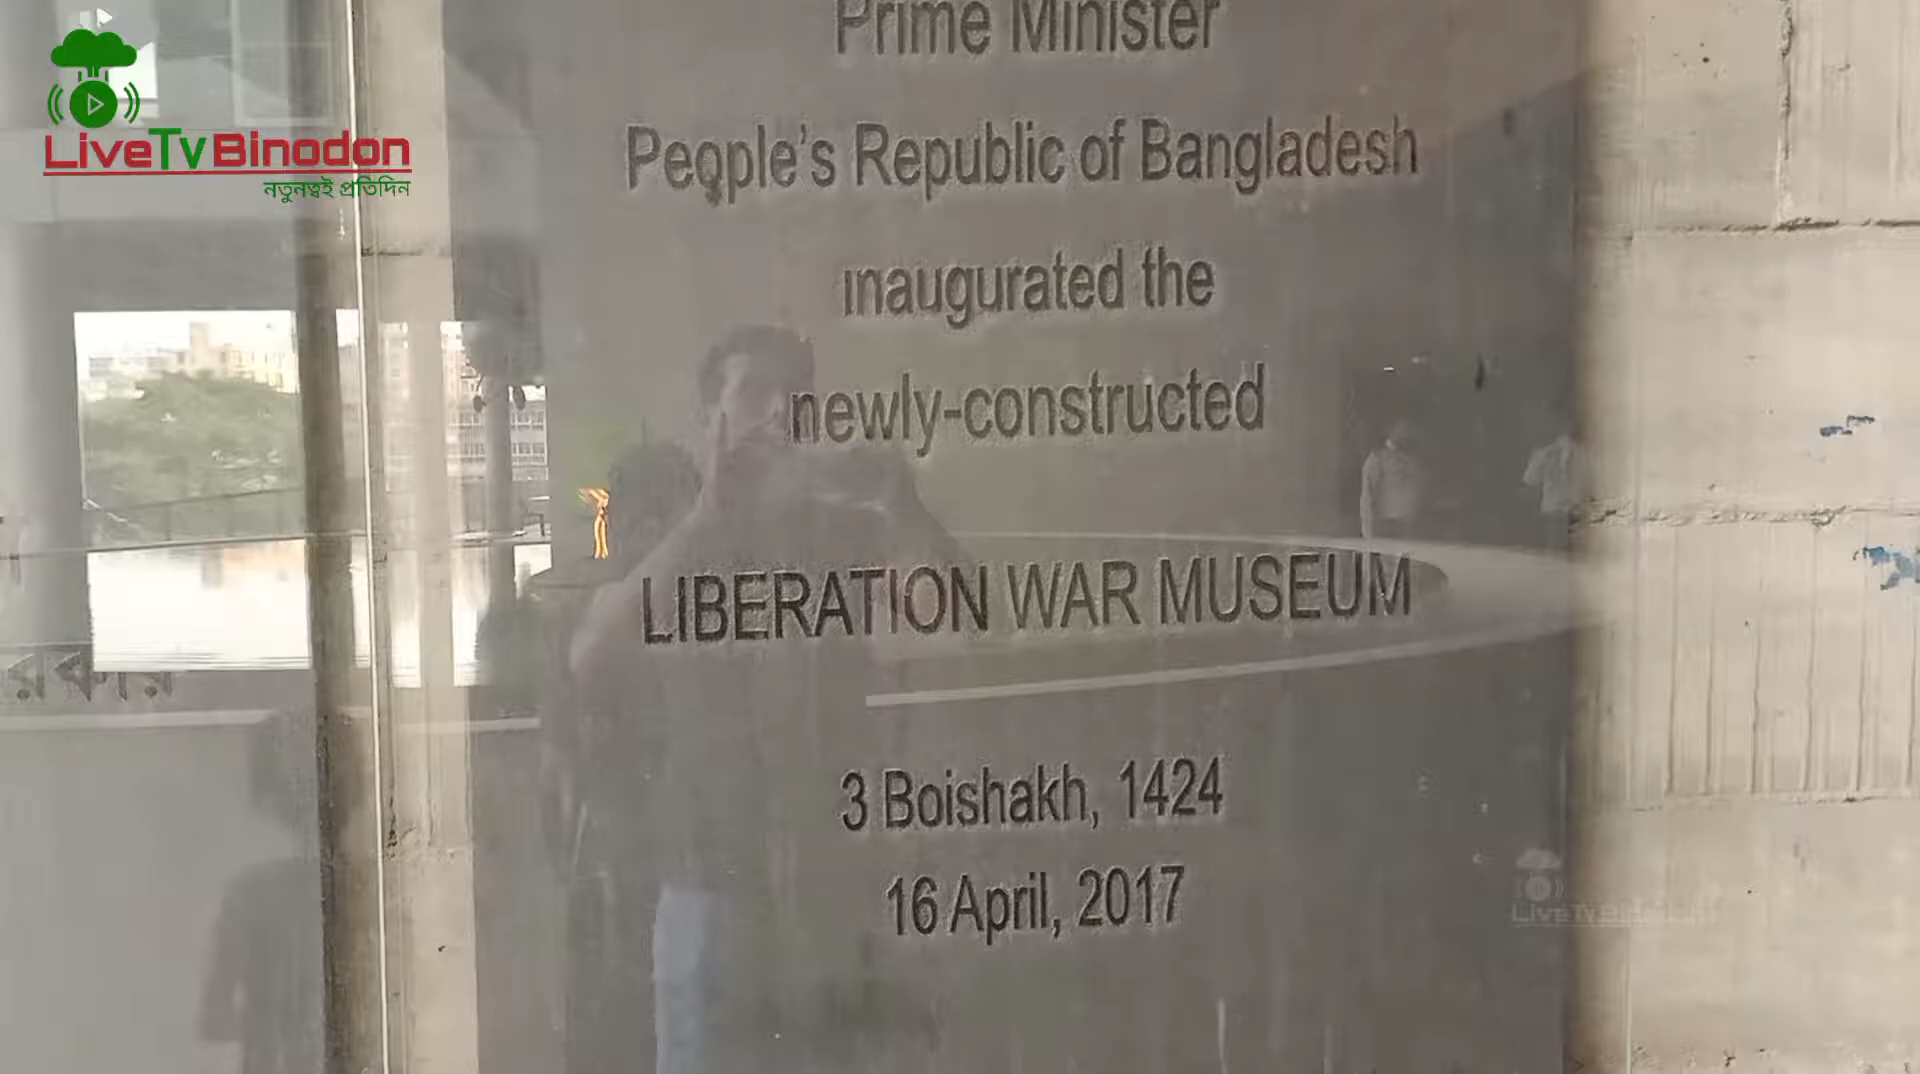 LiveTvBinodon
নতুনত্বই প্রতিদিন
Prime Minister
People's Republic of Bangladesh
inaugurated the
newly-constructed
LIBERATION WAR MUSEUM
3 Boishakh, 1424
16 April, 2017
LiveTvBinodon